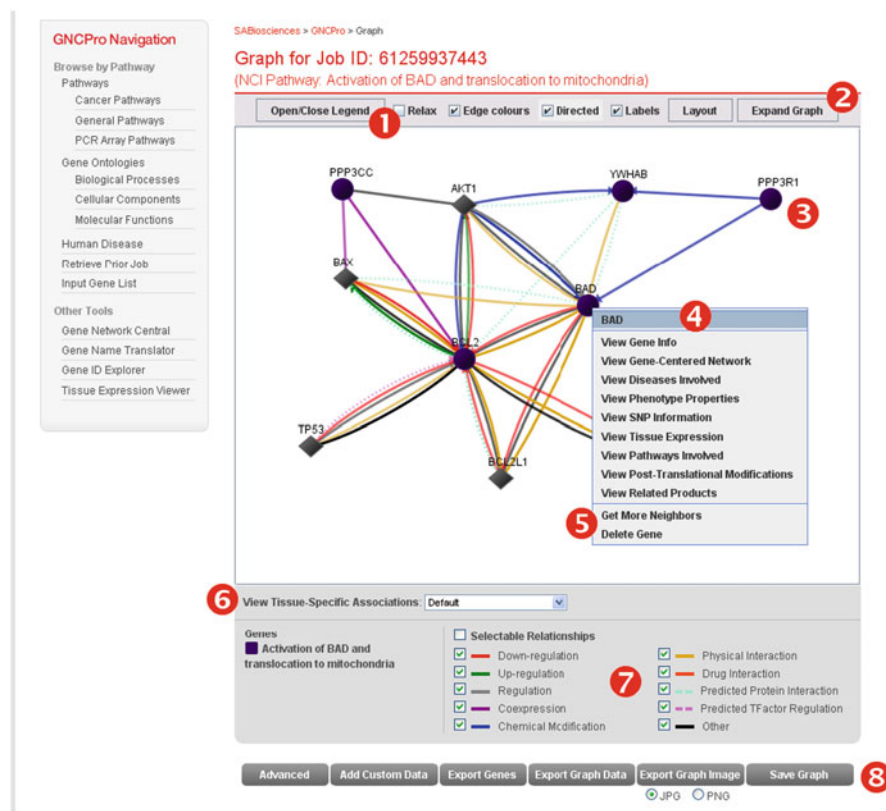 GNCPro Navigation
Browse by Pathway
Pathways
Cancer Pathways
General Pathways
PCR Array Pathways
Gene Ontologies
Biological Processes
Cellular Components
Molecular Functions
Human Disease
Retrieve Prior Job
Input Gene List
Other Tools
Gene Network Central
Gene Name Translator
Gene ID Explorer
Tissue Expression Viewer
SABiosciences > GNCPro > Graph
Graph for Job ID: 61259937443
(NCI Pathway: Activation of BAD and translocation to mitochondria)
Open/Close Legend Relax Edge colours Directed Labels Layout Expand Graph
1
2
PPP3CC
AKT1
YWHAB
PPP3R1
3
BAX
BAD
BCL2
TP53
BCL2L1
BAD
4
View Gene Info
View Gene-Centered Network
View Diseases Involved
View Phenotype Properties
View SNP Information
View Tissue Expression
View Pathways Involved
View Post-Translational Modifications
View Related Products
5
Get More Neighbors
Delete Gene
6
View Tissue-Specific Associations: Default
Genes
Activation of BAD and
translocation to mitochondria
Selectable Relationships
Down-regulation
Up-regulation
Regulation
Coexpression
Chemical Modification
7
Physical Interaction
Drug Interaction
Predicted Protein Interaction
Predicted TFactor Regulation
Other
Advanced Add Custom Data Export Genes Export Graph Data Export Graph Image Save Graph
8
JPG PNG